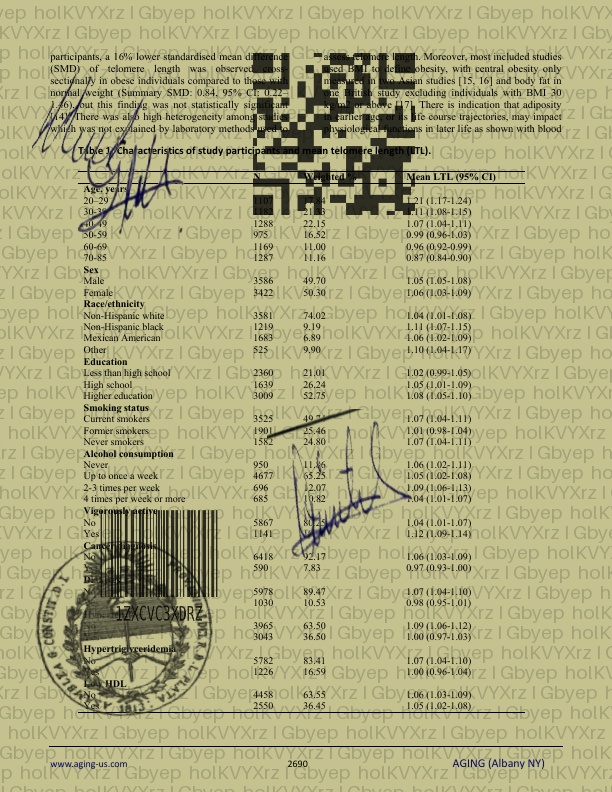 participants, a 16% lower standardised mean difference
(SMD) of telomere length was observed cross-
sectionally in obese individuals compared to those with
normal weight (Summary SMD: 0.84, 95% CI: 0.22–
1.46), but this finding was not statistically significant
[14]. There was also high heterogeneity among studies
which was not explained by laboratory methods used to
assess telomere length. Moreover, most included studies
used BMI to define obesity, with central obesity only
measured in two Asian studies [15, 16] and body fat in
one British study excluding individuals with BMI 30
kg/m2 or above [17]. There is indication that adiposity
in earlier age, or its life course trajectories, may impact
physiological functions in later life as shown with blood
Table 1. Characteristics of study participants and mean telomere length (LTL).
N Weighted % Mean LTL (95% CI)
Age, years
20–29 1107 1.21 (1.17-1.24)
30-39 21.33 1.11 (1.08-1.15)
40-49 1288 22.15 1.07 (1.04-1.11)
50-59 975 16.52 0.99 (0.96-1.03)
60-69 1169 11.00 0.96 (0.92-0.99)
70-85 1287 11.16 0.87 (0.84-0.90)
Sex
Male 3586 49.70 1.05 (1.05-1.08)
Female 3422 50.30 1.06 (1.03-1.09)
Race/ethnicity
Non-Hispanic white 3581 74.02 1.04 (1.01-1.08)
Non-Hispanic black 1219 9.19 1.11 (1.07-1.15)
Mexican American 1683 6.89 1.06 (1.02-1.09)
Other 525 9.90 1.10 (1.04-1.17)
Education
Less than high school 2360 21.01 1.02 (0.99-1.05)
High school 1639 26.24 1.05 (1.01-1.09)
Higher education 3009 52.75 1.08 (1.05-1.10)
Smoking status
Current smokers 3525 49.74 1.07 (1.04-1.11)
Former smokers 1901 25.46 1.01 (0.98-1.04)
Never smokers 1582 24.80 1.07 (1.04-1.11)
Alcohol consumption
Never 950 11.86 1.06 (1.02-1.11)
Up to once a week 4677 65.25 1.05 (1.02-1.08)
2-3 times per week 696 12.07 1.09 (1.06-1.13)
4 times per week or more 685 10.82 1.04 (1.01-1.07)
Vigorously active
No 5867 80.25 1.04 (1.01-1.07)
Yes 1141 1.12 (1.09-1.14)
Cancer diagnosis
No 6418 92.17 1.06 (1.03-1.09)
590 7.83 0.97 (0.93-1.00)
5978 89.47 1.07 (1.04-1.10)
1030 10.53 0.98 (0.95-1.01)
1ZXCVC3XDRZ
3965 63.50 1.09 (1.06-1.12)
3043 36.50 1.00 (0.97-1.03)
Hypertriglyceridemia
No 5782 83.41 1.07 (1.04-1.10)
Yes 1226 16.59 1.00 (0.96-1.04)
Low HDL
No 4458 63.55 1.06 (1.03-1.09)
Yes 2550 36.45 1.05 (1.02-1.08)
www.aging-us.com 2690 AGING (Albany NY)